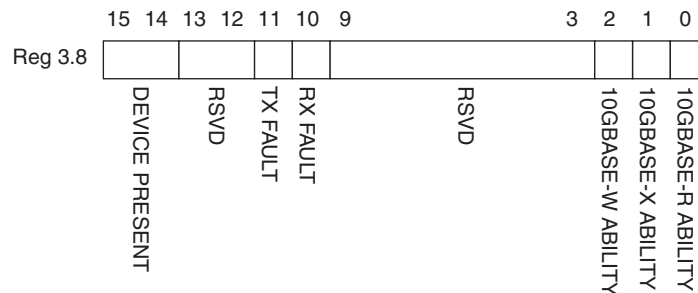 15 14 13 12 11 10 9 3 2 1 0
Reg 3.8
DEVICE PRESENT
RSVD
TX FAULT
RX FAULT
RSVD
10GBASE-W ABILITY
10GBASE-X ABILITY
10GBASE-R ABILITY